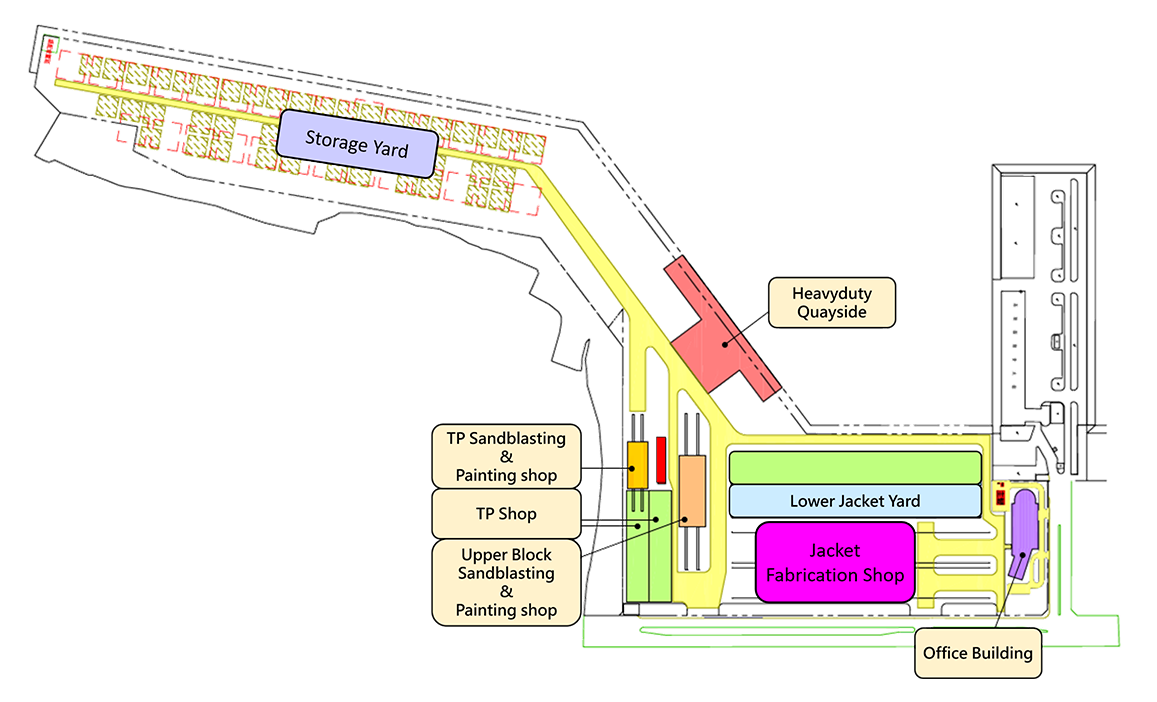 Storage Yard
Heavyduty
Quayside
TP Sandblasting
&
Painting shop
TP Shop
Upper Block
Sandblasting
&
Painting shop
Lower Jacket Yard
Jacket
Fabrication Shop
Office Building